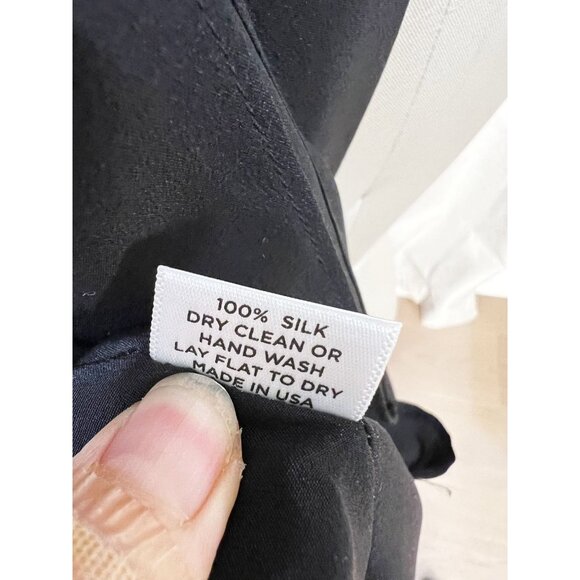 100% SILK
DRY CLEAN OR
HAND WASH
LAY FLAT TO DRY
MADE IN USA